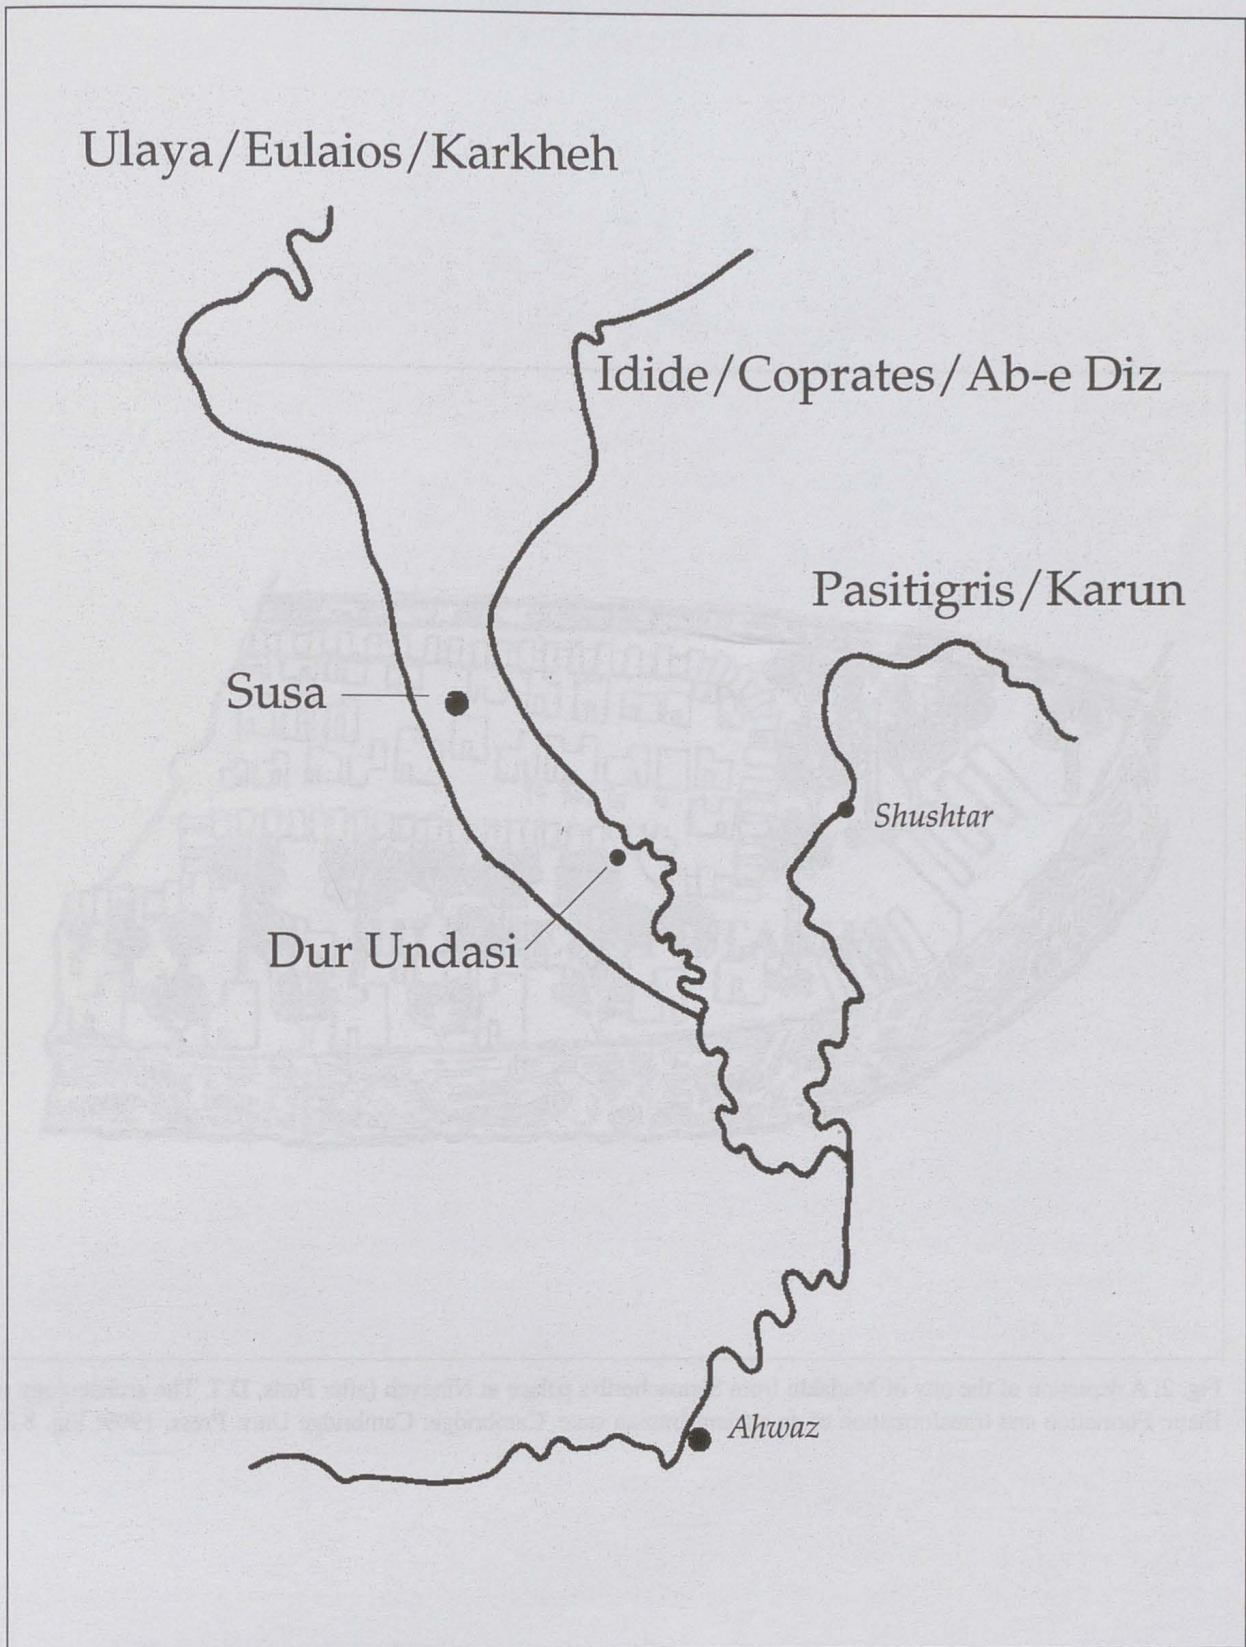 Ulaya/Eulaios/Karkheh
Idide/Coprates/Ab-e Diz
Pasitigris/Karun
Susa
Shushtar
Dur Undasi
Ahwaz